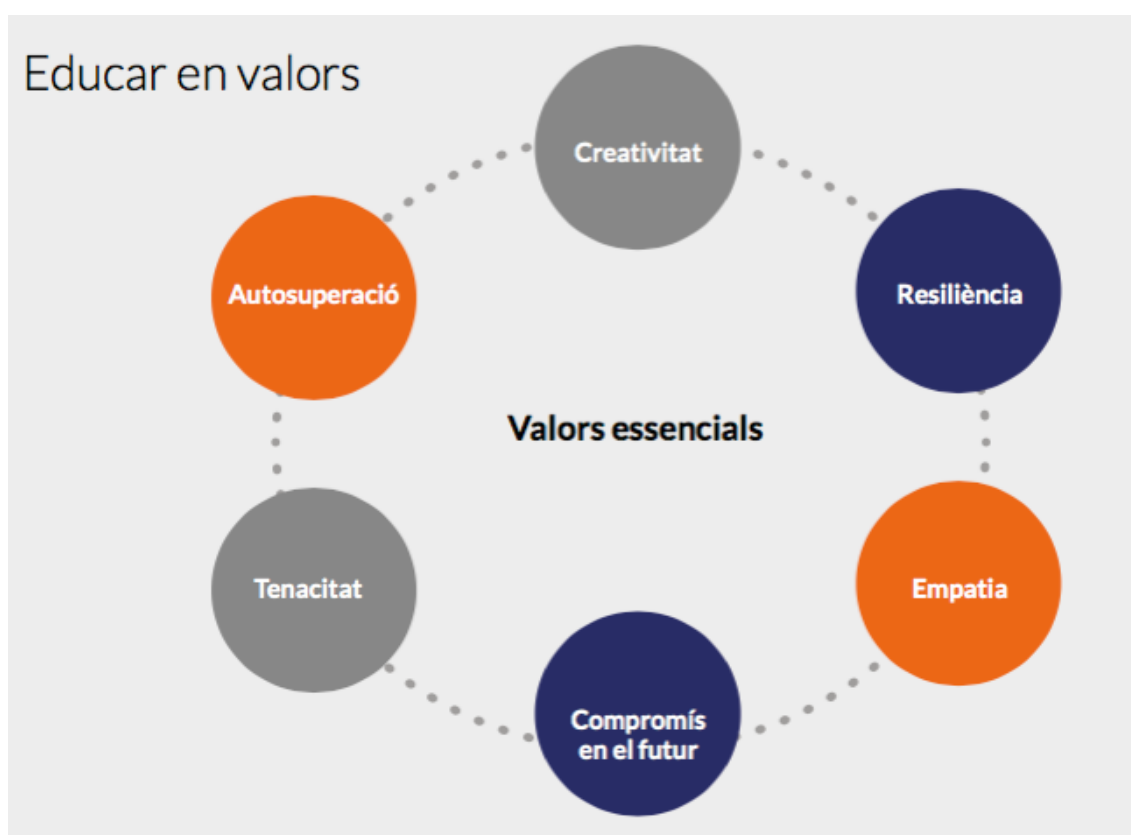 Educar en valors
Creativitat
Autosuperació
Resiliència
Valors essencials
Tenacitat
Empatia
Compromís
en el futur